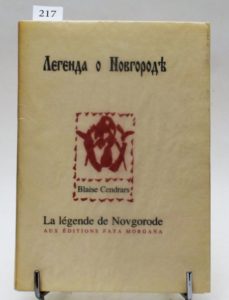 217
Легенда о Новгородѣ
Blaise Cendrars
La légende de Novgorode
AUX ÉDITIONS FATA MORGANA